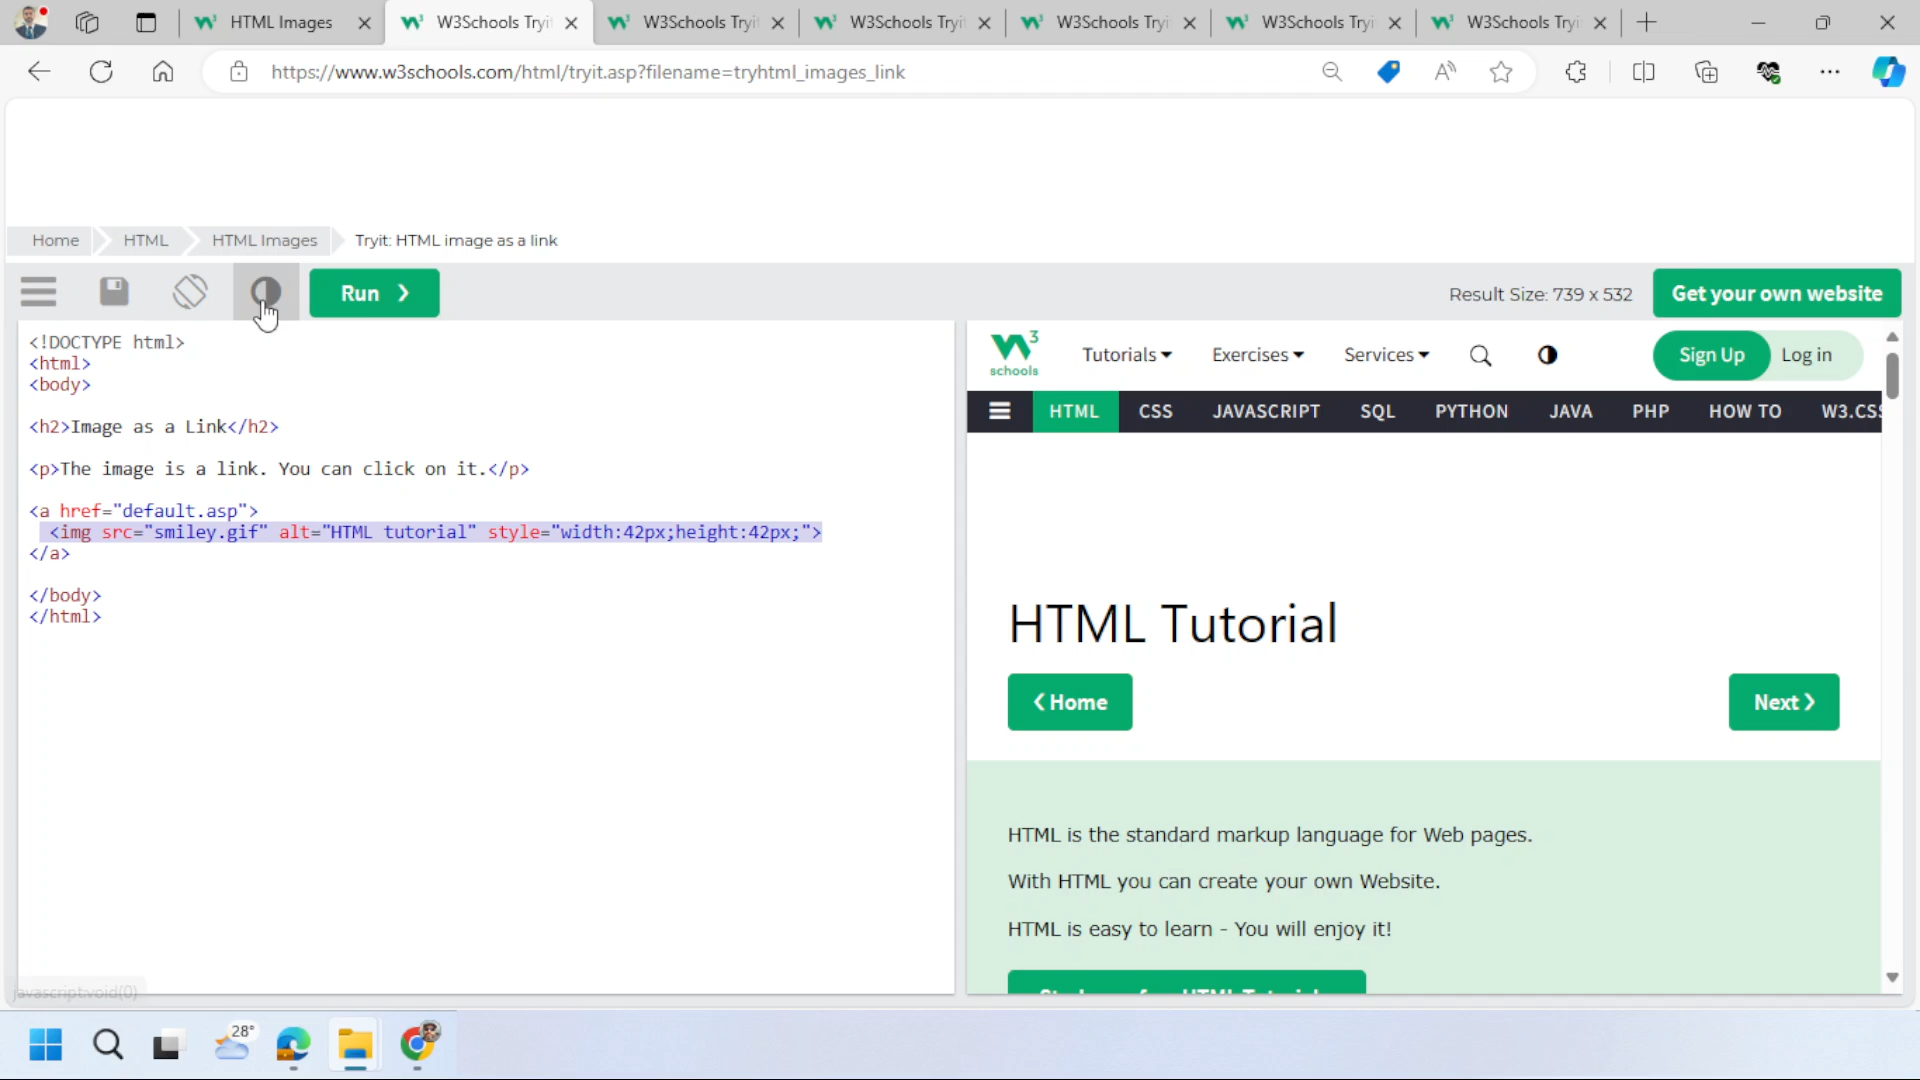 HTML Images
W3Schools Tryi
W3Schools Tryi
W3Schools Tryi
W3Schools Tryi
W3Schools Tryi
W3Schools Tryi
https://www.w3schools.com/html/tryit.asp?filename=tryhtml_images_link
Home
HTML
HTML Images
Tryit: HTML image as a link
Run ❯
Result Size: 739 x 532
Get your own website
<!DOCTYPE html>
<html>
<body>
<h2>Image as a Link</h2>
<p>The image is a link. You can click on it.</p>
<a href="default.asp">
<img src="smiley.gif" alt="HTML tutorial" style="width:42px;height:42px;">
</a>
</body>
</html>
javascript:void(0)
W3
schools
Tutorials
Exercises
Services
Sign Up
Log in
HTML
CSS
JAVASCRIPT
SQL
PYTHON
JAVA
PHP
HOW TO
W3.CSS
HTML Tutorial
❮ Home
Next ❯
HTML is the standard markup language for Web pages.
With HTML you can create your own Website.
HTML is easy to learn - You will enjoy it!
28°